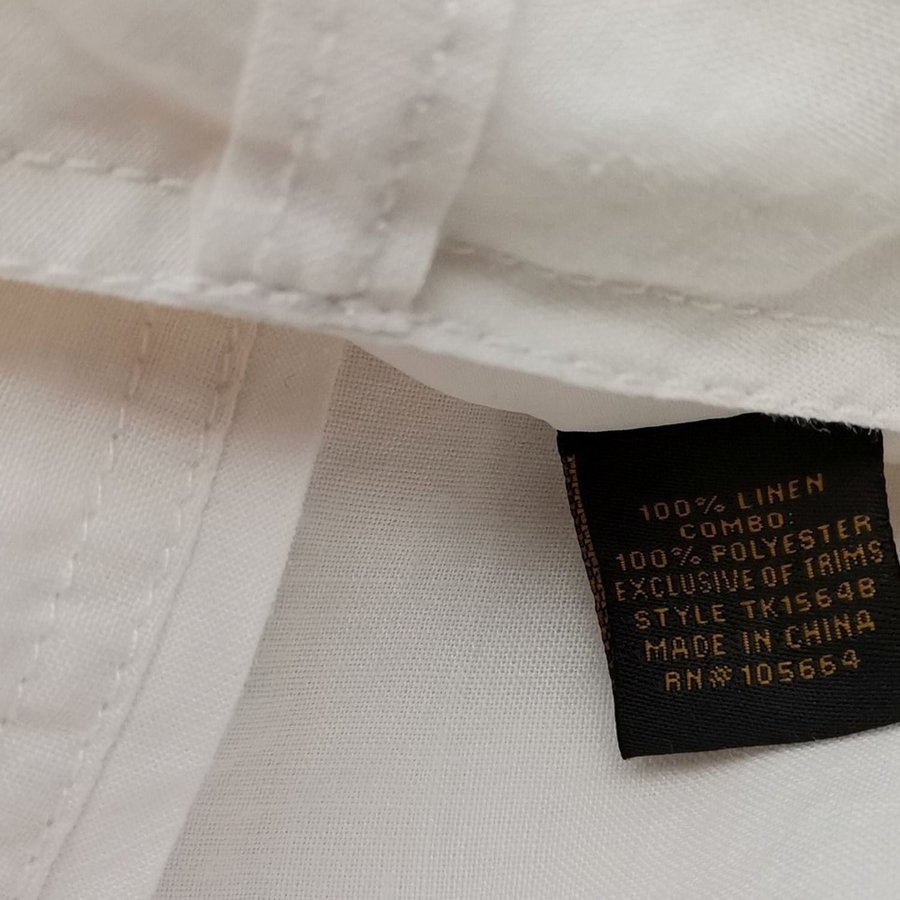 100% LINEN
COMBO:
100% POLYESTER
EXCLUSIVE OF TRIMS
STYLE TK1564B
MADE IN CHINA
RN# 105664